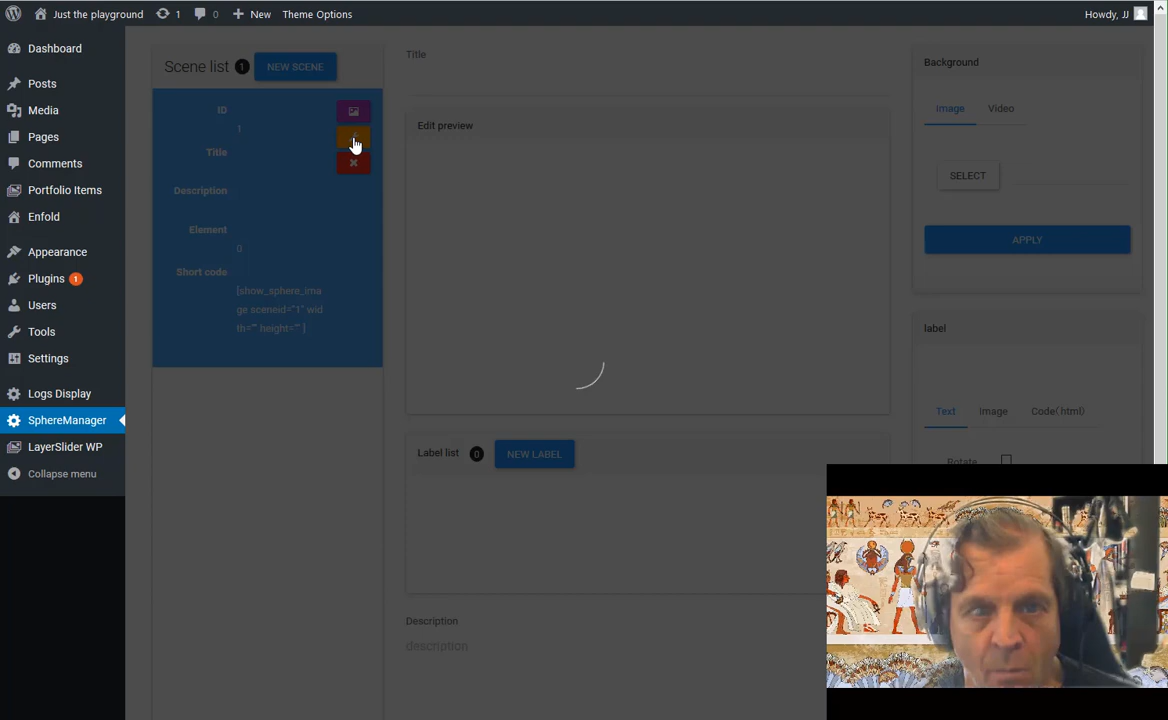 Just the playground
1
0
New
Theme Options
Howdy, JJ
Dashboard
Posts
Media
Pages
Comments
Portfolio Items
Enfold
Appearance
Plugins 1
Users
Tools
Settings
Logs Display
SphereManager
LayerSlider WP
Collapse menu
Scene list 1 NEW SCENE
ID
1
Title
Description
Element
0
Short code
[show_sphere_ima
ge sceneid="1" wid
th="" height="" ]
Title
Edit preview
Label list 0 NEW LABEL
Description
description
Background
Image Video
SELECT
APPLY
label
Text Image Code(html)
Rotate